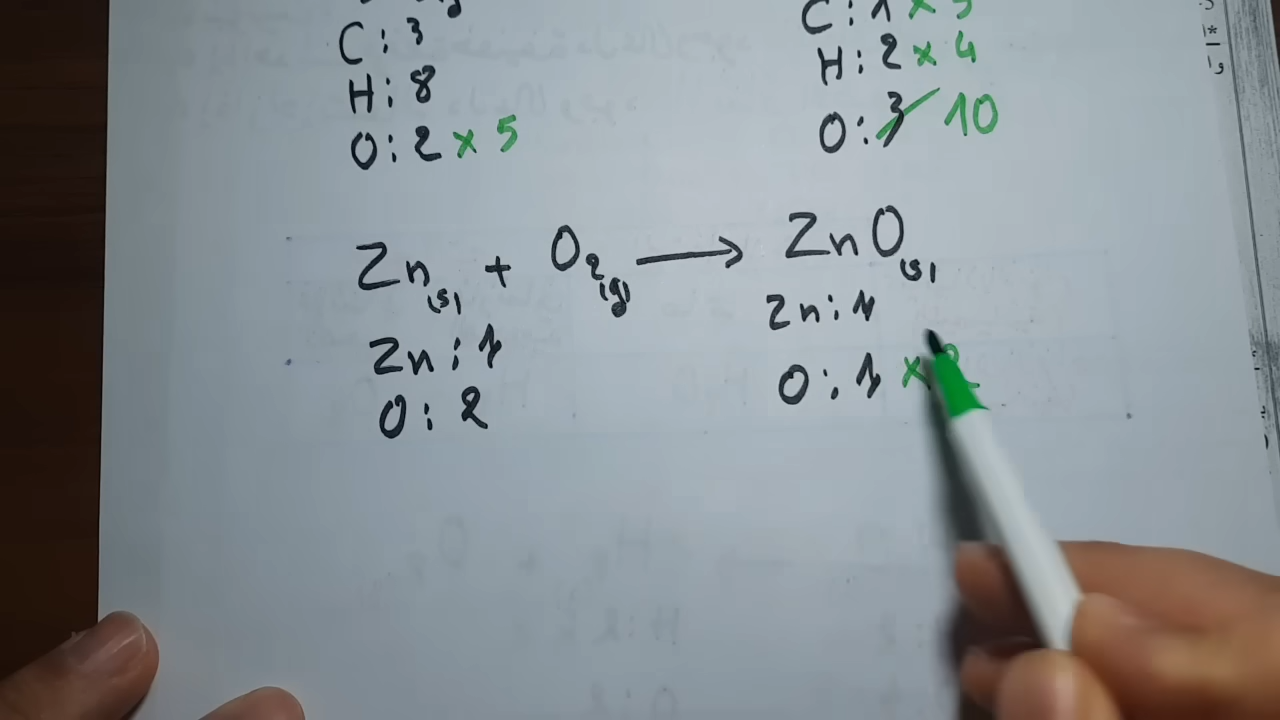 C : 3
H : 8
O : 2 x 5
C : 1 x 3
H : 2 x 4
O : 3 10
Zn(s) + O2(g) → ZnO(s)
Zn : 1
O : 2
Zn : 1
O : 1 x 2